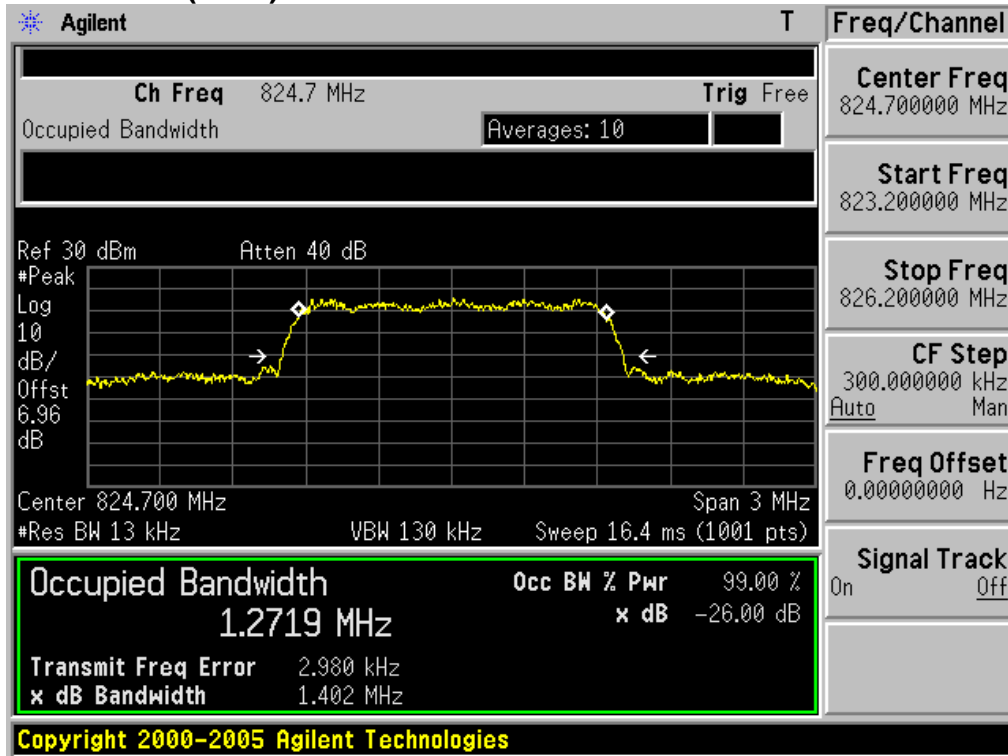 Agilent T Freq/Channel
Ch Freq 824.7 MHz Trig Free
Occupied Bandwidth Averages: 10
Ref 30 dBm Atten 40 dB
#Peak
Log
10
dB/
Offst
6.96
dB
Center 824.700 MHz Span 3 MHz
#Res BW 13 kHz VBW 130 kHz Sweep 16.4 ms (1001 pts)
Occupied Bandwidth Occ BW % Pwr 99.00 %
1.2719 MHz x dB -26.00 dB
Transmit Freq Error 2.980 kHz
x dB Bandwidth 1.402 MHz
Center Freq
824.700000 MHz
Start Freq
823.200000 MHz
Stop Freq
826.200000 MHz
CF Step
300.000000 kHz
Auto Man
Freq Offset
0.00000000 Hz
Signal Track
On Off
Copyright 2000-2005 Agilent Technologies